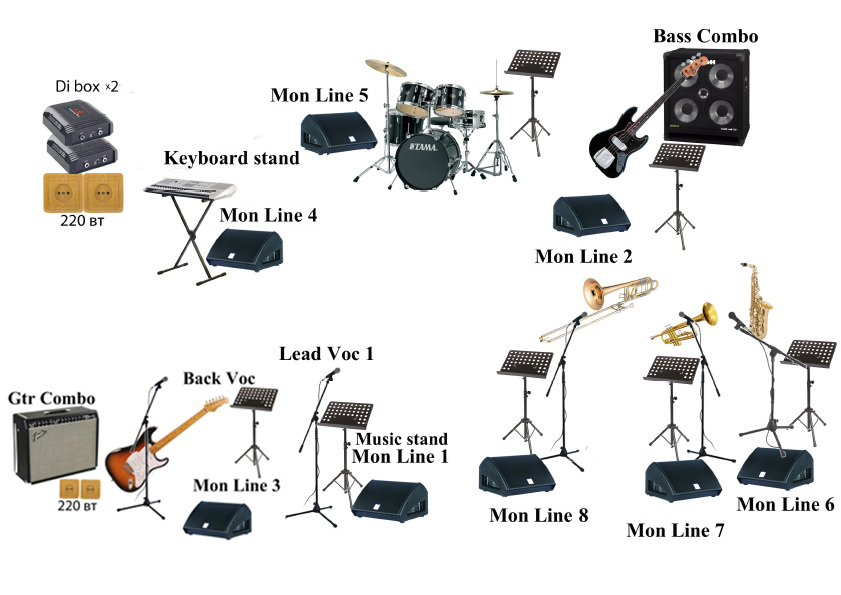 Bass Combo
Di box ×2
Mon Line 5
TAMA
Keyboard stand
220 вт
Mon Line 4
Mon Line 2
Lead Voc 1
Back Voc
Gtr Combo
Music stand
Mon Line 1
Mon Line 3
220 вт
Mon Line 8
Mon Line 7
Mon Line 6